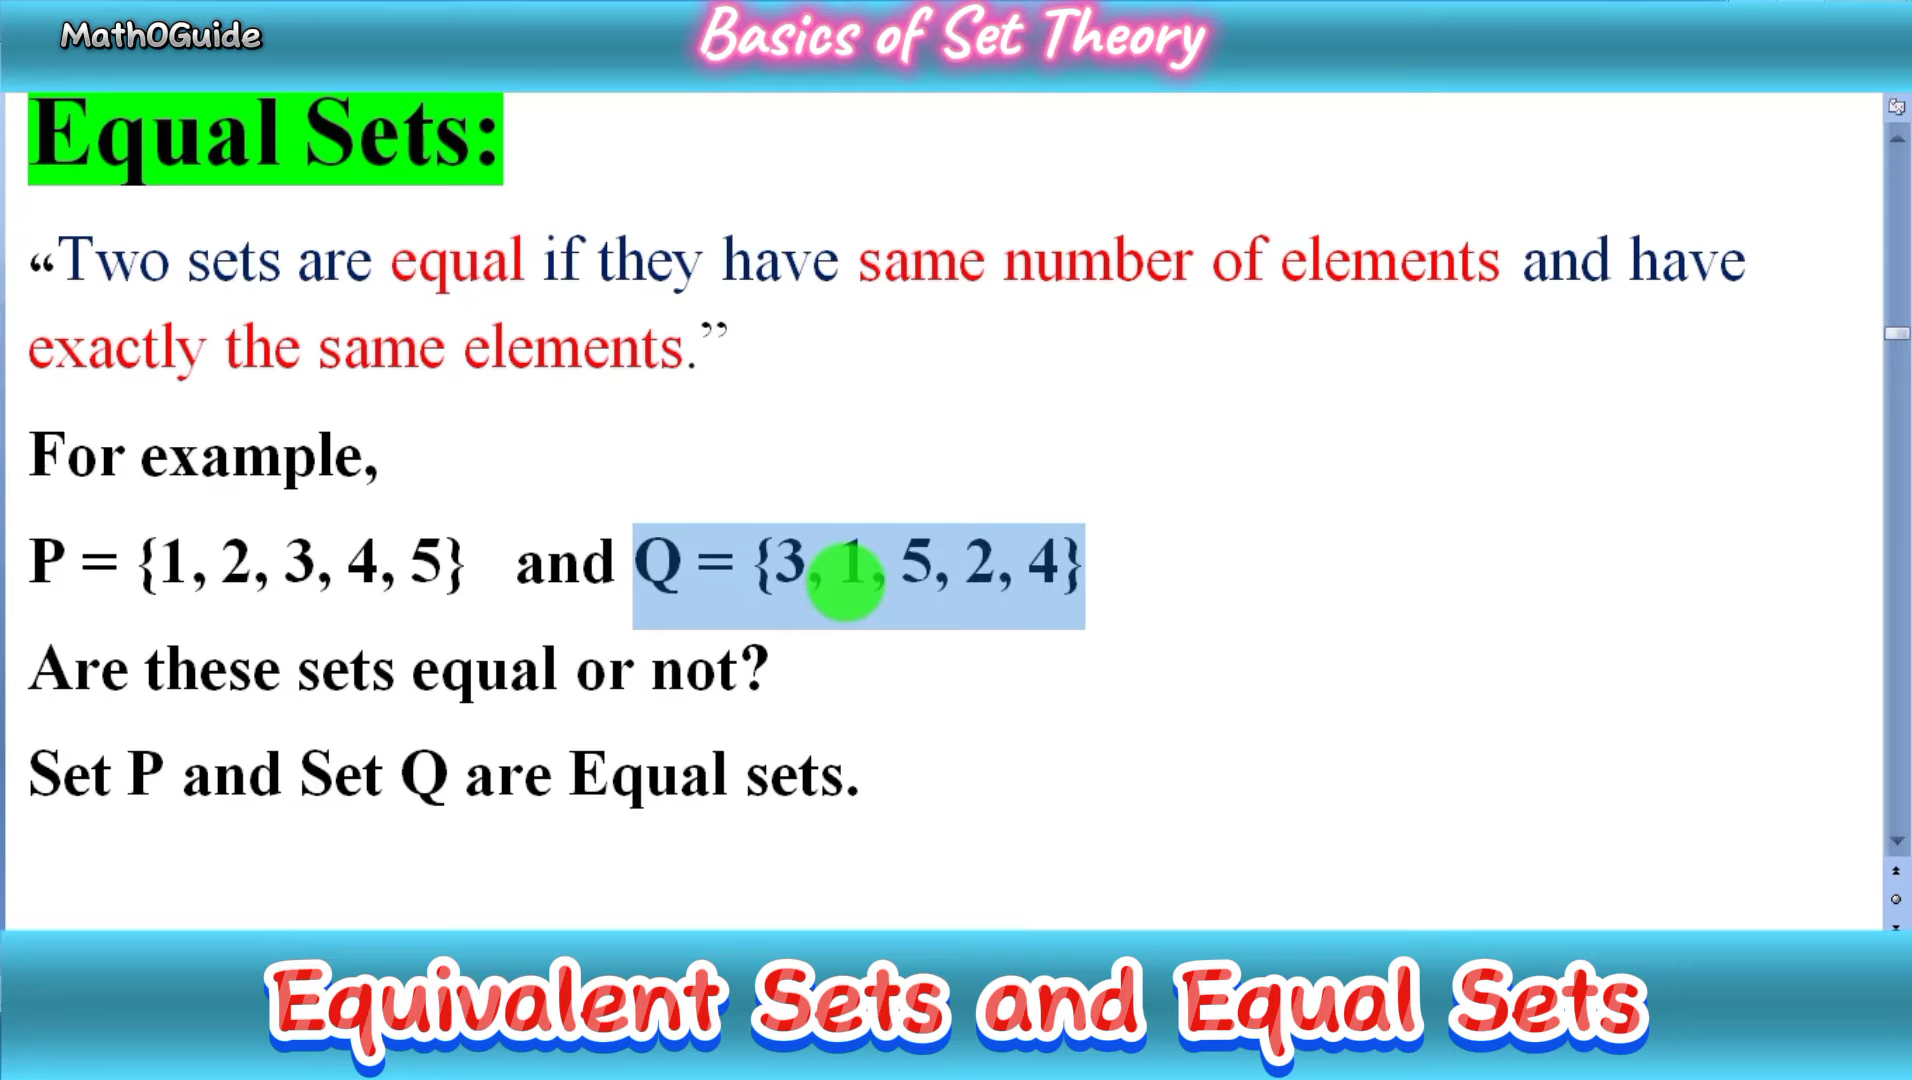 MathOGuide
Basics of Set Theory
Equal Sets:
“Two sets are equal if they have same number of elements and have
exactly the same elements.”
For example,
P = {1, 2, 3, 4, 5} and Q = {3, 1, 5, 2, 4}
Are these sets equal or not?
Set P and Set Q are Equal sets.
Equivalent Sets and Equal Sets